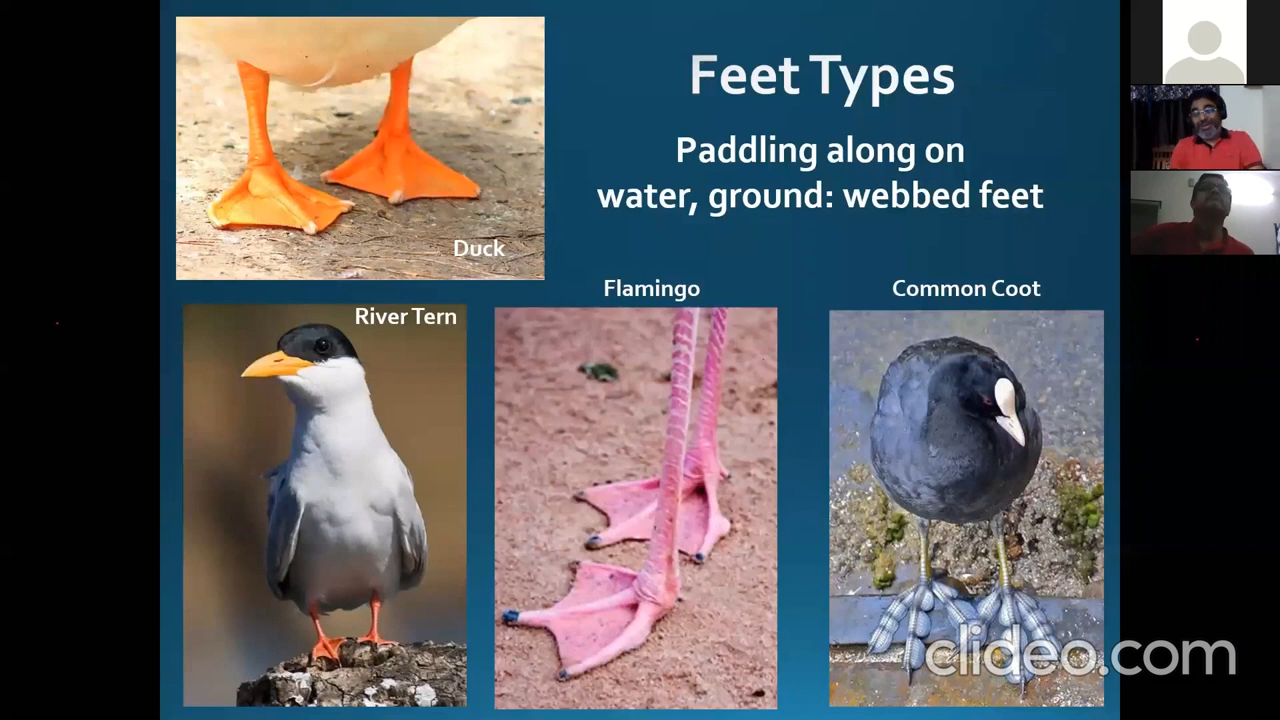 Feet Types
Paddling along on
water, ground: webbed feet
Duck
River Tern
Flamingo
Common Coot
clideo.com